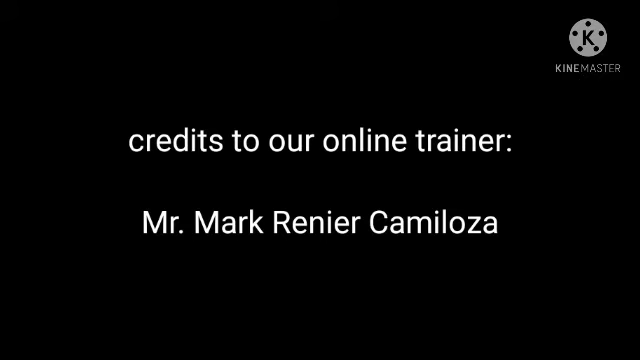 KINEMASTER
credits to our online trainer:
Mr. Mark Renier Camiloza